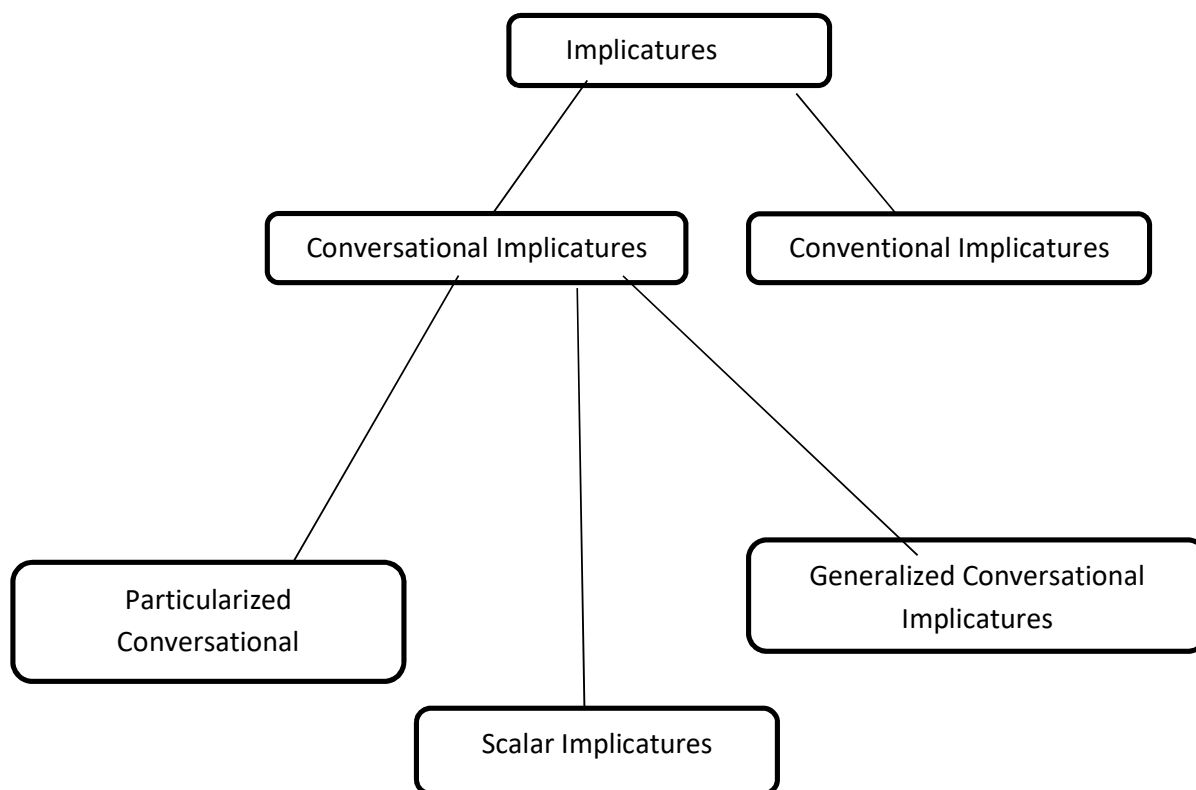 Implicatures
Conversational Implicatures
Conventional Implicatures
Particularized
Conversational
Generalized Conversational
Implicatures
Scalar Implicatures